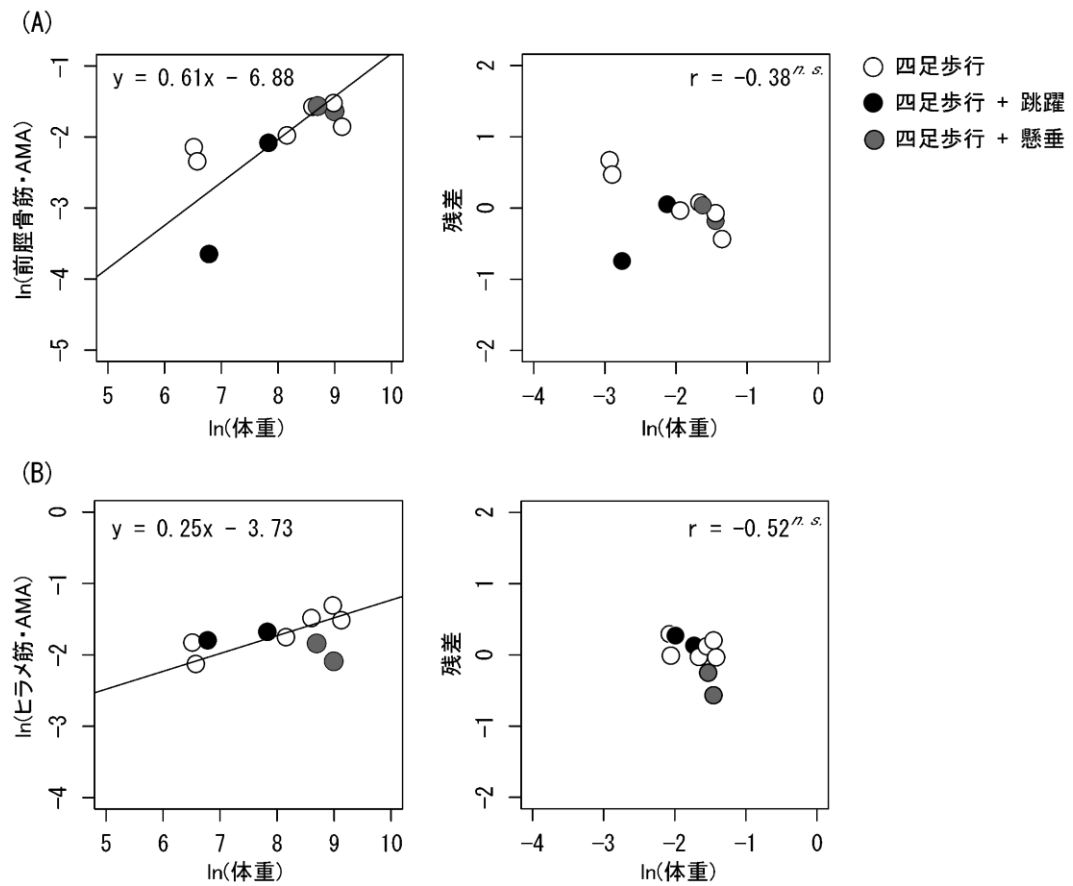 (A)
y = 0.61x - 6.88
ln(前脛骨筋・AMA)
-1
-2
-3
-4
-5
5 6 7 8 9 10
ln(体重)
r = -0.38n.s.
残差
2
1
0
-1
-2
-4 -3 -2 -1 0
ln(体重)
四足歩行
四足歩行 + 跳躍
四足歩行 + 懸垂
(B)
y = 0.25x - 3.73
ln(ヒラメ筋・AMA)
0
-1
-2
-3
-4
5 6 7 8 9 10
ln(体重)
r = -0.52n.s.
残差
2
1
0
-1
-2
-4 -3 -2 -1 0
ln(体重)